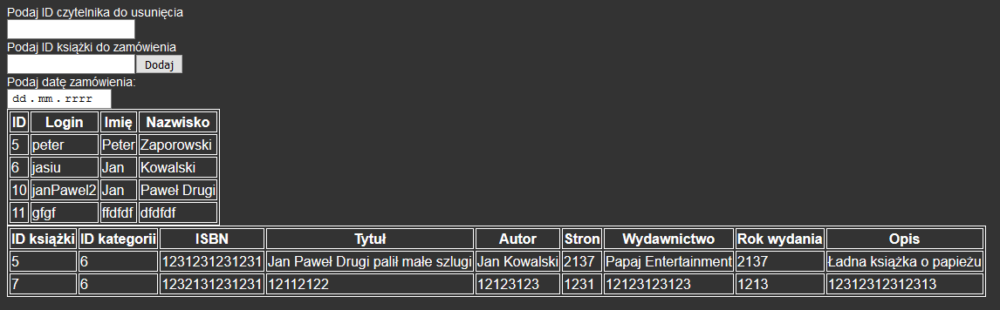 Podaj ID czytelnika do usunięcia
Podaj ID książki do zamówienia
Dodaj
Podaj datę zamówienia:
dd.mm.rrrr
ID Login Imię Nazwisko
5 peter Peter Zaporowski
6 jasiu Jan Kowalski
10 janPawel2 Jan Paweł Drugi
11 gfgf ffdfdf dfdfdf
ID książki ID kategorii ISBN Tytuł Autor Stron Wydawnictwo Rok wydania Opis
5 6 1231231231231 Jan Paweł Drugi palił małe szlugi Jan Kowalski 2137 Papaj Entertainment 2137 Ładna książka o papieżu
7 6 1232131231231 12112122 12123123 1231 12123123123 1213 12312312312313